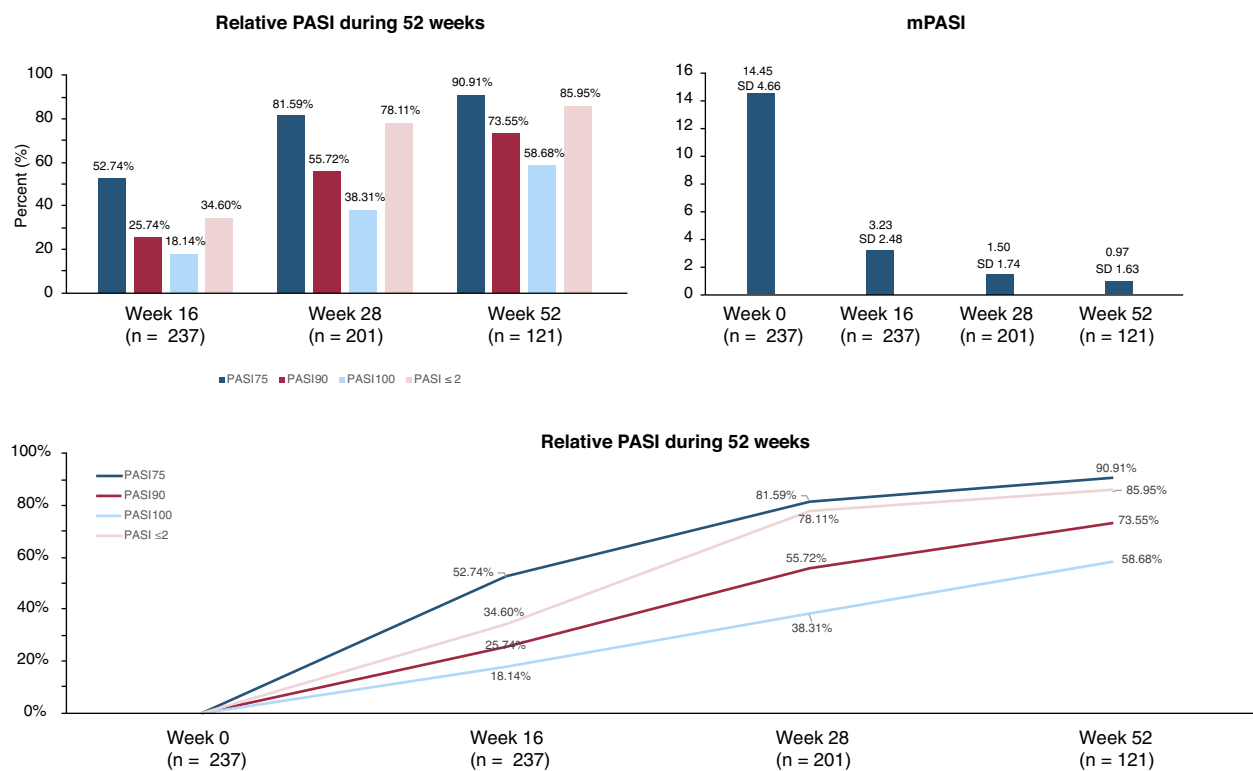 Relative PASI during 52 weeks
Percent (%)
100
80
60
40
20
0
52.74%
25.74%
18.14%
34.60%
81.59%
55.72%
38.31%
78.11%
90.91%
73.55%
58.68%
85.95%
Week 16
(n = 237)
Week 28
(n = 201)
Week 52
(n = 121)
PASI75 PASI90 PASI100 PASI ≤ 2
mPASI
16
14
12
10
8
6
4
2
0
14.45
SD 4.66
3.23
SD 2.48
1.50
SD 1.74
0.97
SD 1.63
Week 0
(n = 237)
Week 16
(n = 237)
Week 28
(n = 201)
Week 52
(n = 121)
Relative PASI during 52 weeks
100%
80%
60%
40%
20%
0%
PASI75
PASI90
PASI100
PASI ≤2
52.74%
34.60%
25.74%
18.14%
81.59%
78.11%
55.72%
38.31%
90.91%
85.95%
73.55%
58.68%
Week 0
(n = 237)
Week 16
(n = 237)
Week 28
(n = 201)
Week 52
(n = 121)